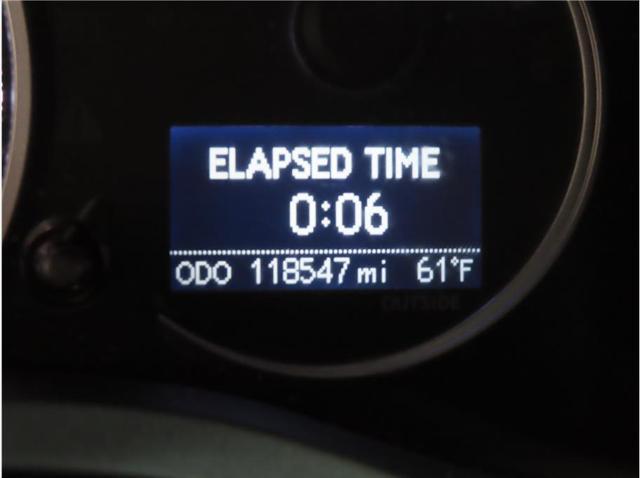 ELAPSED TIME
0:06
ODO 118547 mi 61°F
OUTSIDE